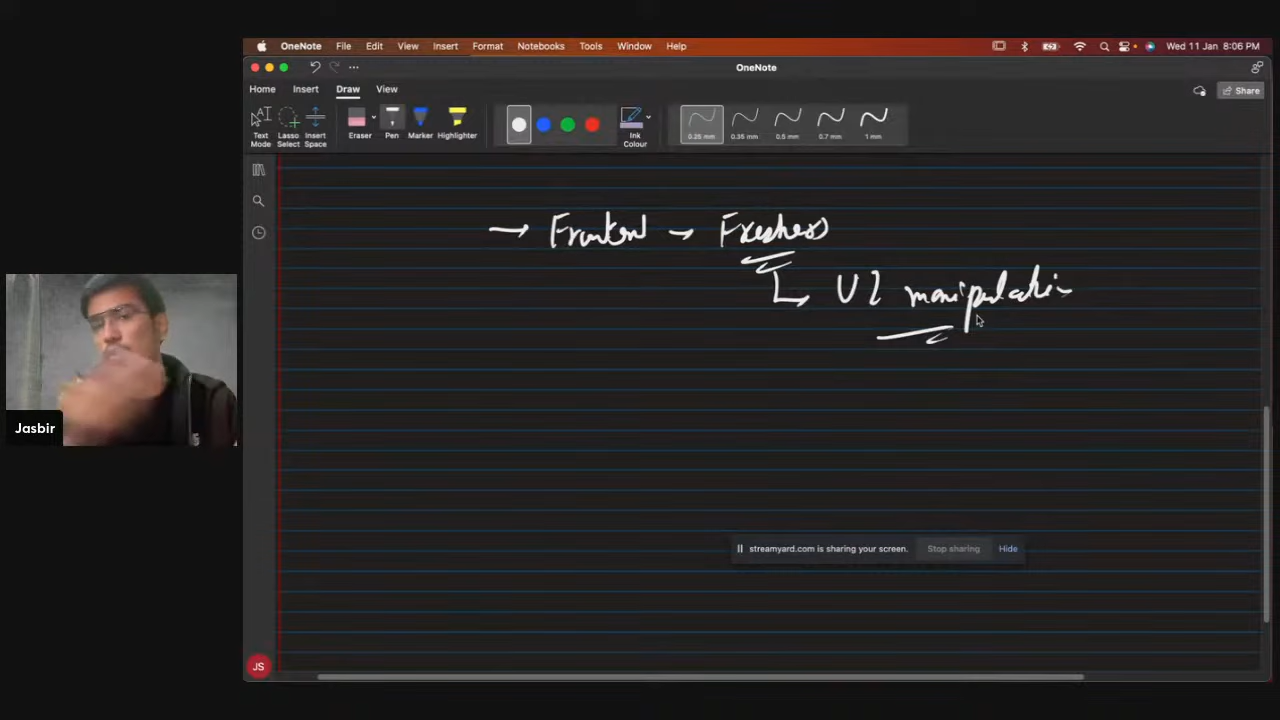 OneNote File Edit View Insert Format Notebooks Tools Window Help Wed 11 Jan 8:06 PM
OneNote
Home Insert Draw View Share
Text Mode Lasso Select Insert Space Eraser Pen Marker Highlighter Ink Colour 0.25 mm 0.35 mm 0.5 mm 0.7 mm 1 mm
→ Frontend → Freshers
UI manipulation
Jasbir
streamyard.com is sharing your screen. Stop sharing Hide
JS